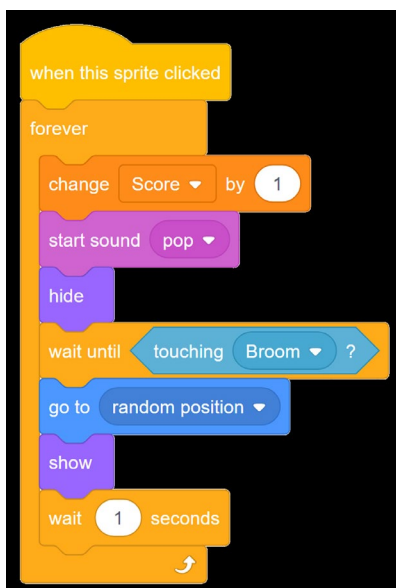 when this sprite clicked
forever
change Score by 1
start sound pop
hide
wait until touching Broom ?
go to random position
show
wait 1 seconds